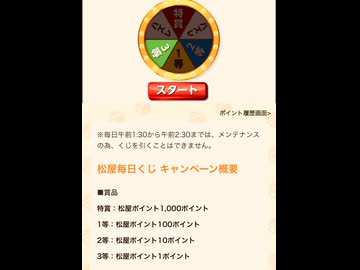 特賞
ハズレ
2等
1等
3等
ハズレ
スタート
ポイント履歴画面>
※毎日午前1:30から午前2:30までは、メンテナンス
の為、くじを引くことはできません。
松屋毎日くじ キャンペーン概要
■賞品
特賞：松屋ポイント1,000ポイント
1等：松屋ポイント100ポイント
2等：松屋ポイント10ポイント
3等：松屋ポイント1ポイント